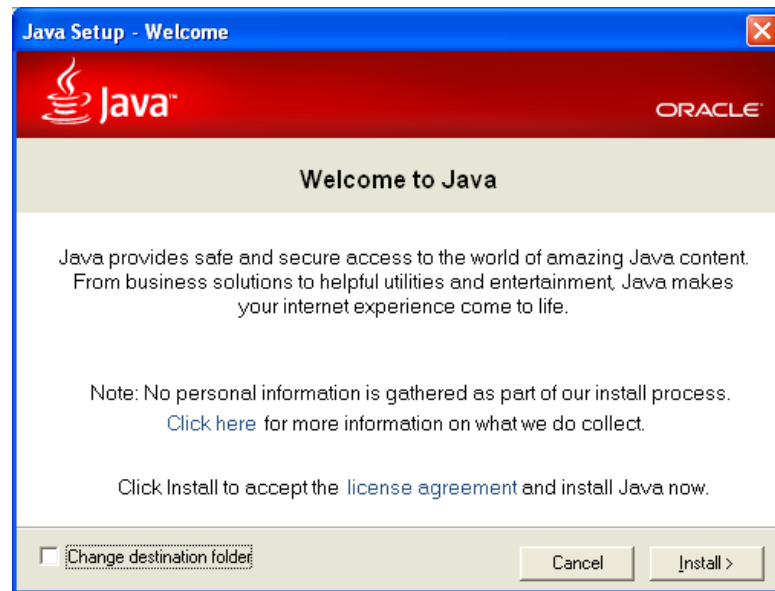 Java Setup - Welcome
Java™
ORACLE®
Welcome to Java
Java provides safe and secure access to the world of amazing Java content.
From business solutions to helpful utilities and entertainment, Java makes
your internet experience come to life.
Note: No personal information is gathered as part of our install process.
Click here for more information on what we do collect.
Click Install to accept the license agreement and install Java now.
Change destination folder
Cancel
Install >